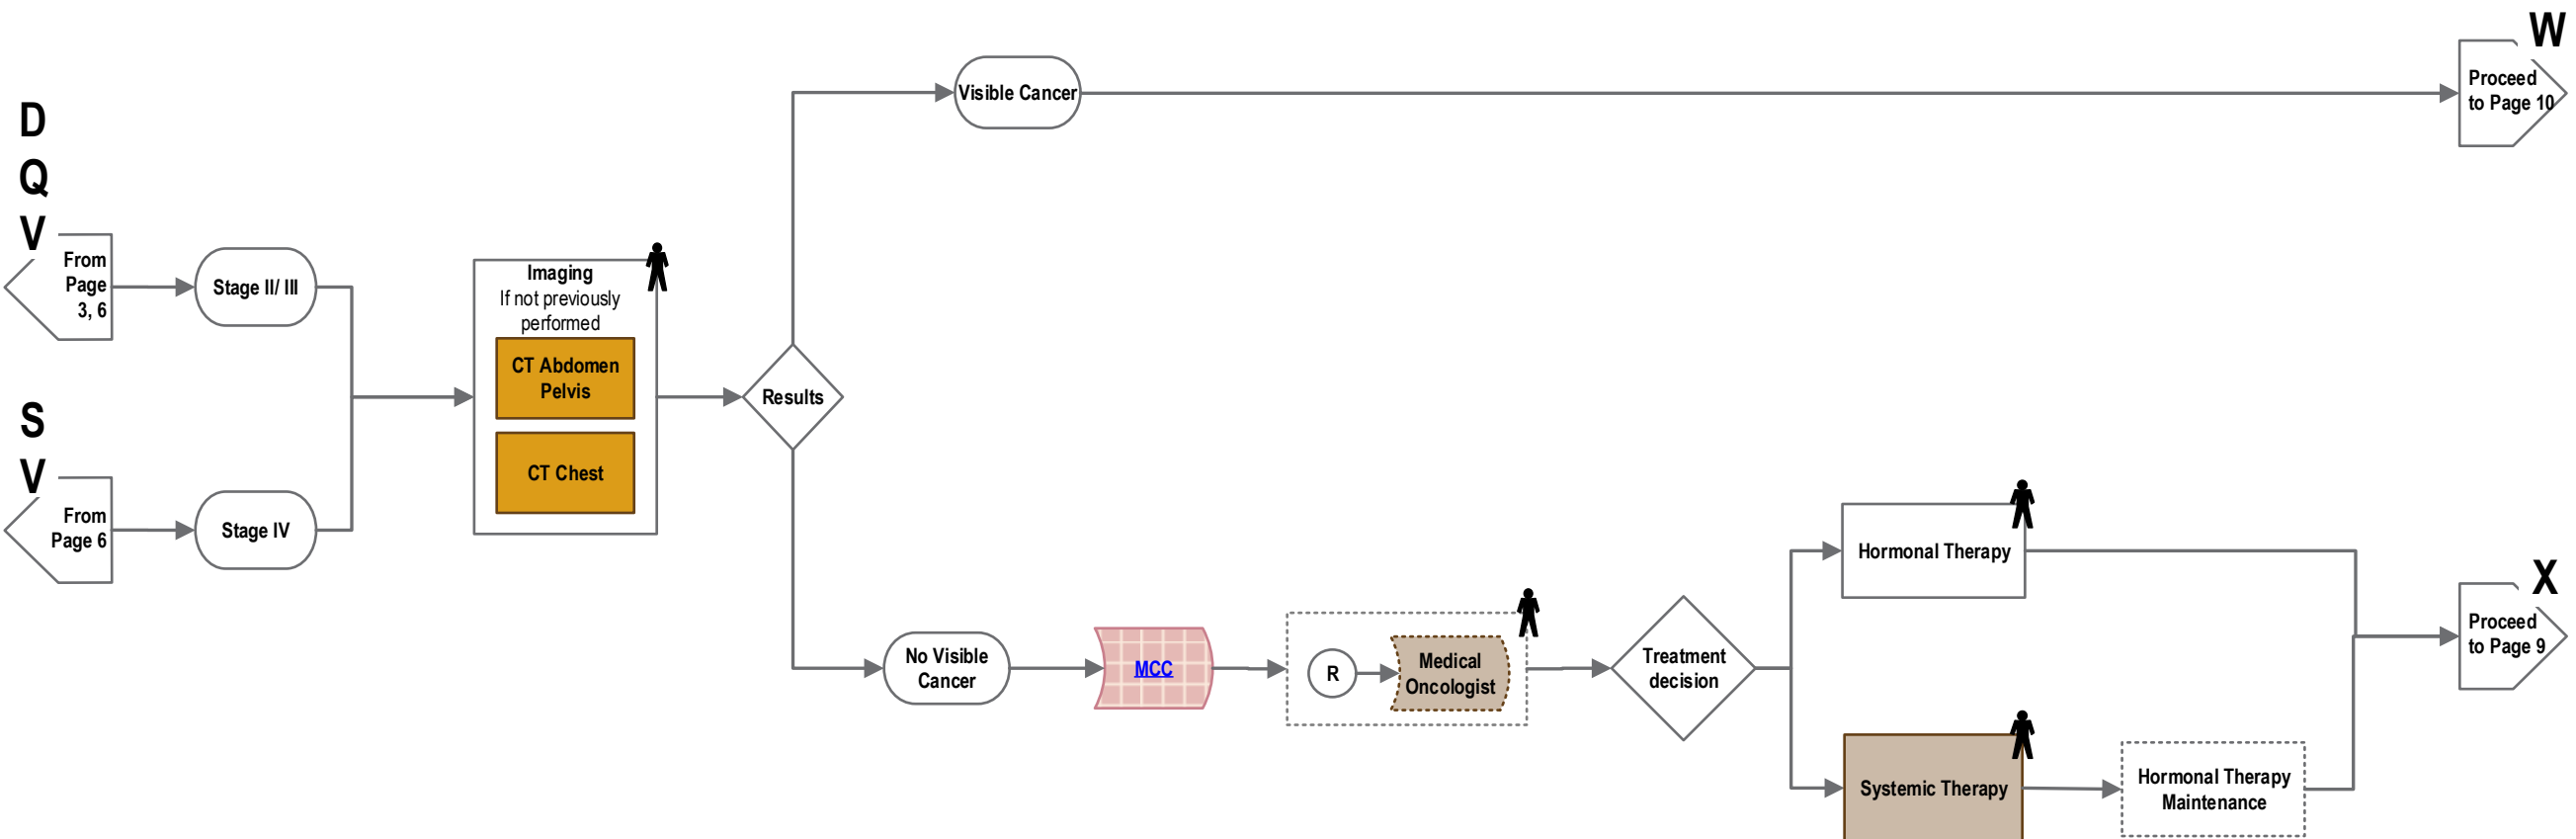 W
Proceed
to Page 10
Visible Cancer
D
Q
V
From
Page
3, 6
Stage II/ III
Imaging
If not previously
performed
CT Abdomen
Pelvis
CT Chest
Results
S
V
From
Page 6
Stage IV
No Visible
Cancer
MCC
R
Medical
Oncologist
Treatment
decision
Hormonal Therapy
Systemic Therapy
Hormonal Therapy
Maintenance
X
Proceed
to Page 9